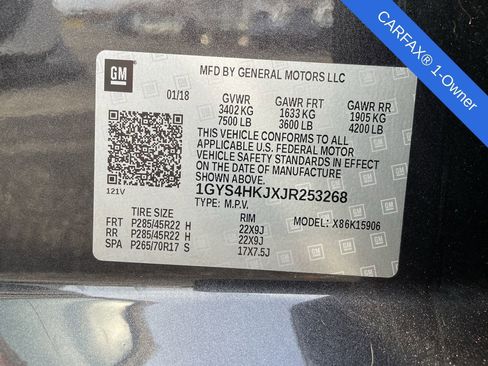 CARFAX® 1-Owner
GM
MFD BY GENERAL MOTORS LLC
01/18 GVWR GAWR FRT GAWR RR
3402 KG 1633 KG 1905 KG
7500 LB 3600 LB 4200 LB
THIS VEHICLE CONFORMS TO ALL
APPLICABLE U.S. FEDERAL MOTOR
VEHICLE SAFETY STANDARDS IN EFFECT
ON THE DATE OF MANUFACTURE
SHOWN ABOVE.
1GYS4HKJXJR253268
121V
TYPE: M.P.V. MODEL: X86K15906
TIRE SIZE RIM
FRT P285/45R22 H 22X9J
RR P285/45R22 H 22X9J
SPA P265/70R17 S 17X7.5J